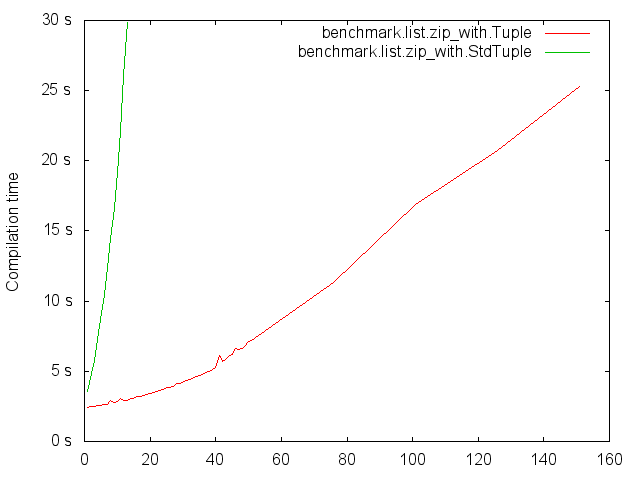 benchmark.list.zip_with.Tuple
benchmark.list.zip_with.StdTuple
30 s
25 s
20 s
15 s
10 s
5 s
0 s
Compilation time
0 20 40 60 80 100 120 140 160